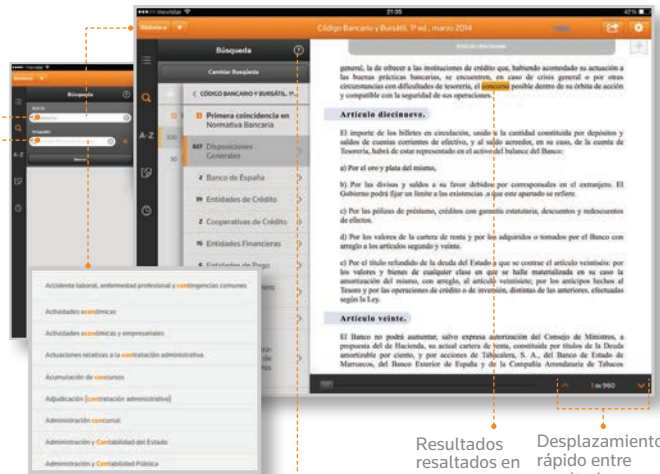 movistar
21:35
42%
Biblioteca
Código Bancario y Bursátil, 1ª ed., marzo 2014
Búsqueda
Cambiar Búsqueda
CÓDIGO BANCARIO Y BURSÁTIL, 1ª...
Primera coincidencia en
Normativa Bancaria
827 Disposiciones
Generales
2 Banco de España
39 Entidades de Crédito
2 Cooperativas de Crédito
Entidades Financieras
Entidades de Pago
A-Z
general, la de ofrecer a las instituciones de crédito que, habiendo acomodado su actuación a
las buenas prácticas bancarias, se encuentren, en caso de crisis general o por otras
circunstancias con dificultades de tesorería, el concurso posible dentro de su órbita de acción
y compatible con la seguridad de sus operaciones.
Artículo diecinueve.
El importe de los billetes en circulación, unido a la cantidad constituida por depósitos y
saldos de cuentas corrientes de efectivo, y al saldo acreedor, en su caso, de la cuenta de
Tesorería, habrá de estar representado en el activo del balance del Banco:
a) Por el oro y plata del mismo,
b) Por las divisas y saldos a su favor debidos por corresponsales en el extranjero. El
Gobierno podrá fijar un límite a las existencias a que este apartado se refiere.
c) Por las pólizas de préstamo, créditos con garantía estatutaria, descuentos y redescuentos
de efectos.
d) Por los valores de la cartera de renta y por los adquiridos o tomados por el Banco con
arreglo a los artículos segundo y veinte.
e) Por el título refundido de la deuda del Estado a que se contrae el artículo veintiséis: por
los valores y bienes de cualquier clase en que se halle materializada en su caso la
amortización del mismo, con arreglo, al artículo veintisiete; por los anticipos hechos al
Tesoro y por las operaciones de crédito o de inversión, distintas de las anteriores, efectuadas
según la Ley.
Artículo veinte.
El Banco no podrá aumentar, salvo expresa autorización del Consejo de Ministros, a
propuesta del de Hacienda, su actual cartera de renta, constituida por títulos de la Deuda
amortizable por ciento, y por acciones de Tabacalera, S. A., del Banco de Estado de
Marruecos, del Banco Exterior de España y de la Compañía Arrendataria de Tabacos
1 de 960
Búsqueda
A-Z
Accidente laboral, enfermedad profesional y contingencias comunes
Actividades económicas
Actividades económicas y empresariales
Actuaciones relativas a la contratación administrativa
Acumulación de concursos
Adjudicación [contratación administrativa]
Administración concursal
Administración y Contabilidad del Estado
Administración y Contabilidad Pública
Resultados
resaltados en
Desplazamiento
rápido entre